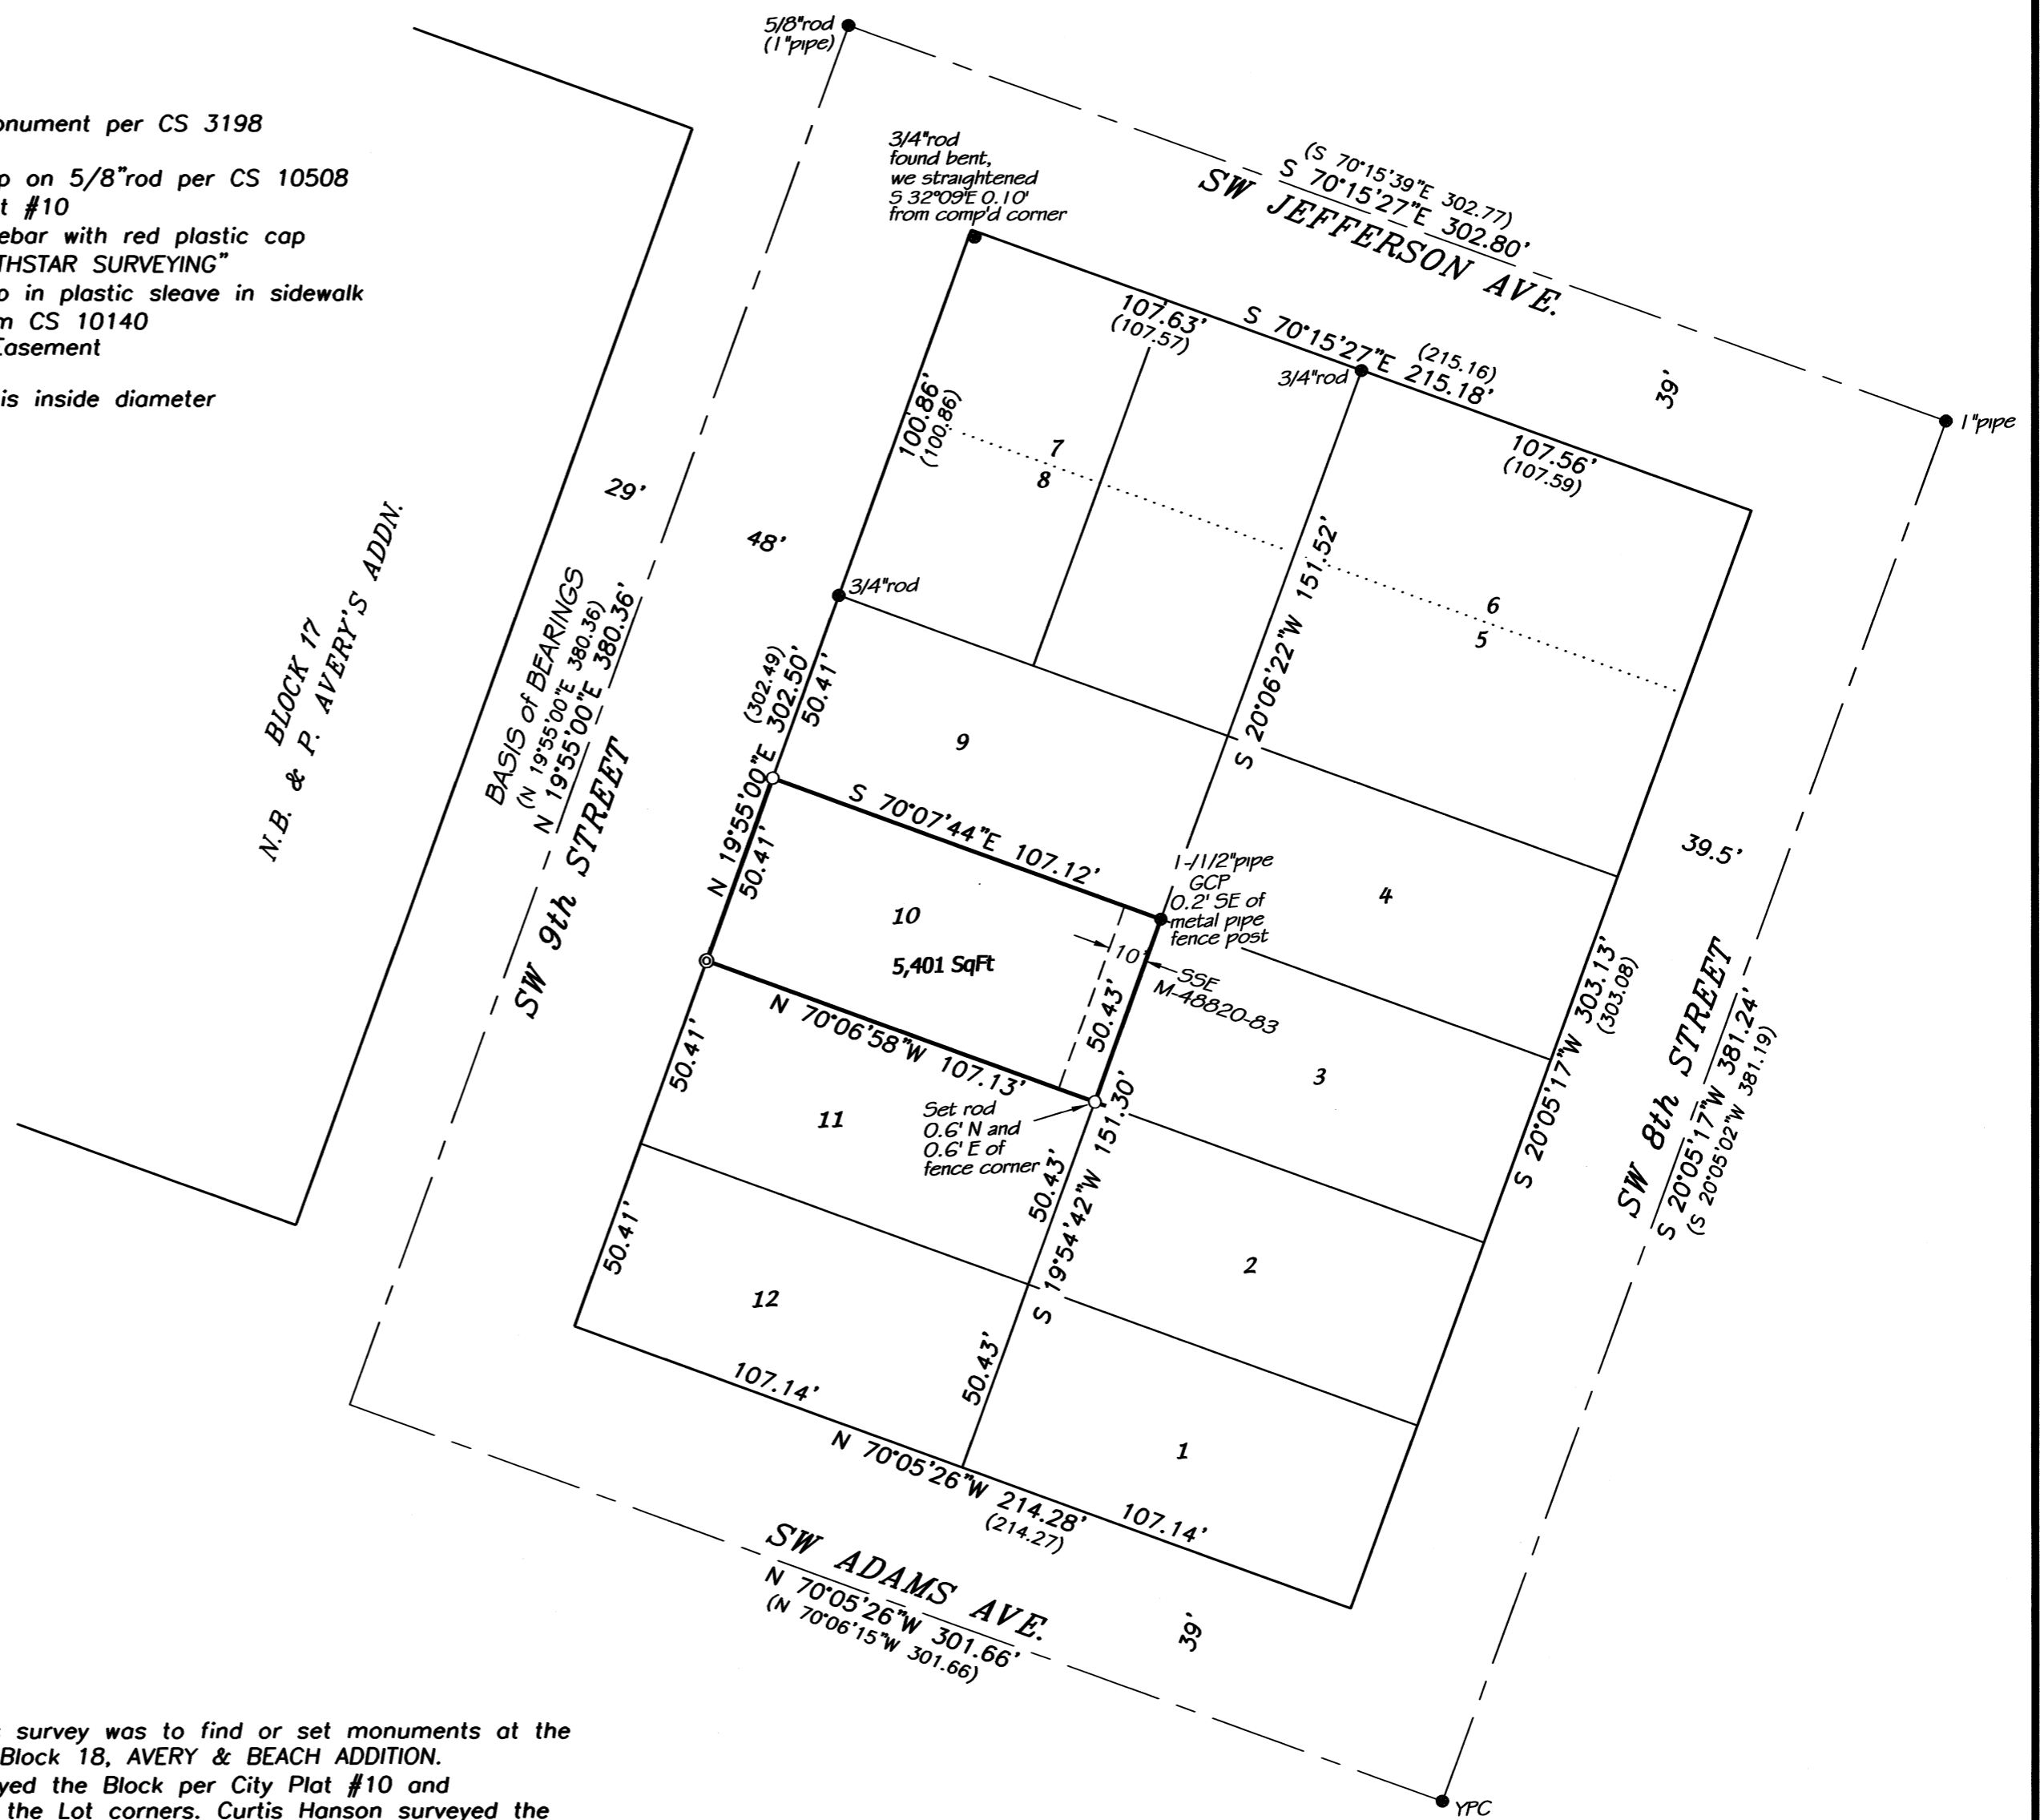 onument per CS 3198
p on 5/8"rod per CS 10508
t #10
ebar with red plastic cap
THSTAR SURVEYING"
p in plastic sleave in sidewalk
m CS 10140
Easement
is inside diameter
5/8"rod
(1"pipe)
3/4"rod
found bent,
we straightened
S 32°09'E 0.10'
from comp'd corner
(S 70°15'39"E 302.77)
S 70°15'27"E 302.80'
SW JEFFERSON AVE.
1"pipe
39'
107.63'
(107.57)
S 70°15'27"E 215.18'
(215.16)
3/4"rod
107.56'
(107.59)
100.86'
(100.86)
7
8
6
5
29'
48'
3/4"rod
S 20°06'22"W 151.52'
BLOCK 17
N.B. & P. AVERY'S ADDN.
BASIS of BEARINGS
(N 19°55'00"E 380.36)
N 19°55'00"E 380.36'
SW 9th STREET
(302.49)
N 19°55'00"E 302.50'
50.41'
9
S 70°07'44"E 107.12'
50.41'
10
5,401 SqFt
1-/1/2"pipe
GCP
0.2' SE of
metal pipe
fence post
10'
SSE
M-48820-83
50.43'
4
39.5'
N 70°06'58"W 107.13'
50.41'
11
Set rod
0.6' N and
0.6' E of
fence corner
3
S 20°05'17"W 303.13'
(303.08)
SW 8th STREET
S 20°05'17"W 381.24'
(S 20°05'02"W 381.19)
50.43'
S 19°54'42"W 151.30'
50.41'
12
2
50.43'
107.14'
1
N 70°05'26"W 214.28'
(214.27)
107.14'
SW ADAMS AVE.
N 70°05'26"W 301.66'
(N 70°06'15"W 301.66)
39'
YPC
survey was to find or set monuments at the
Block 18, AVERY & BEACH ADDITION.
yed the Block per City Plat #10 and
the Lot corners. Curtis Hanson surveyed the